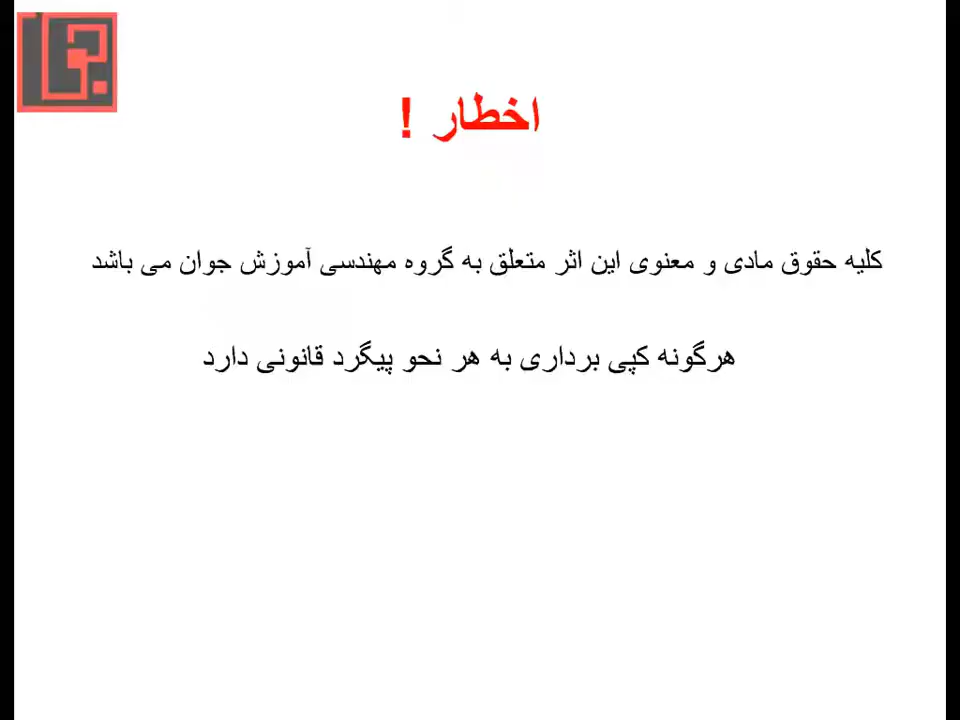 اخطار !
کلیه حقوق مادی و معنوی این اثر متعلق به گروه مهندسی آموزش جوان می باشد
هرگونه کپی برداری به هر نحو پیگرد قانونی دارد